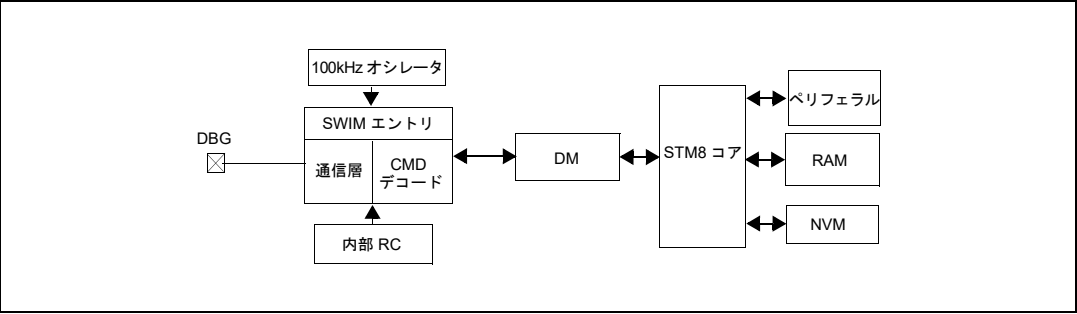 100kHz オシレータ
SWIM エントリ
DBG
通信層
CMD
デコード
内部 RC
DM
STM8 コア
ペリフェラル
RAM
NVM